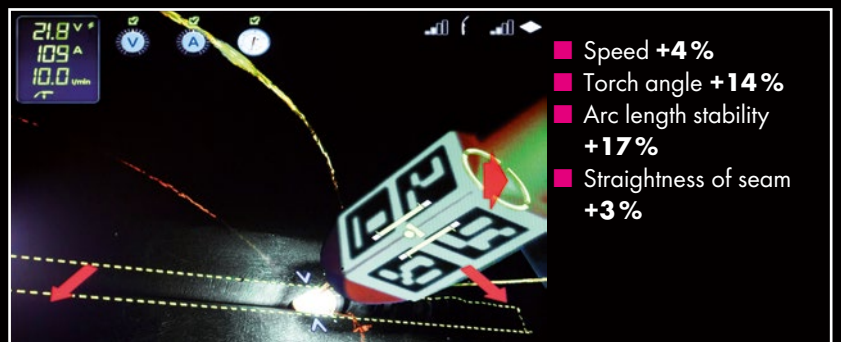 21.8 V
109 A
10.0 l/min
V
A
Speed +4%
Torch angle +14%
Arc length stability
+17%
Straightness of seam
+3%